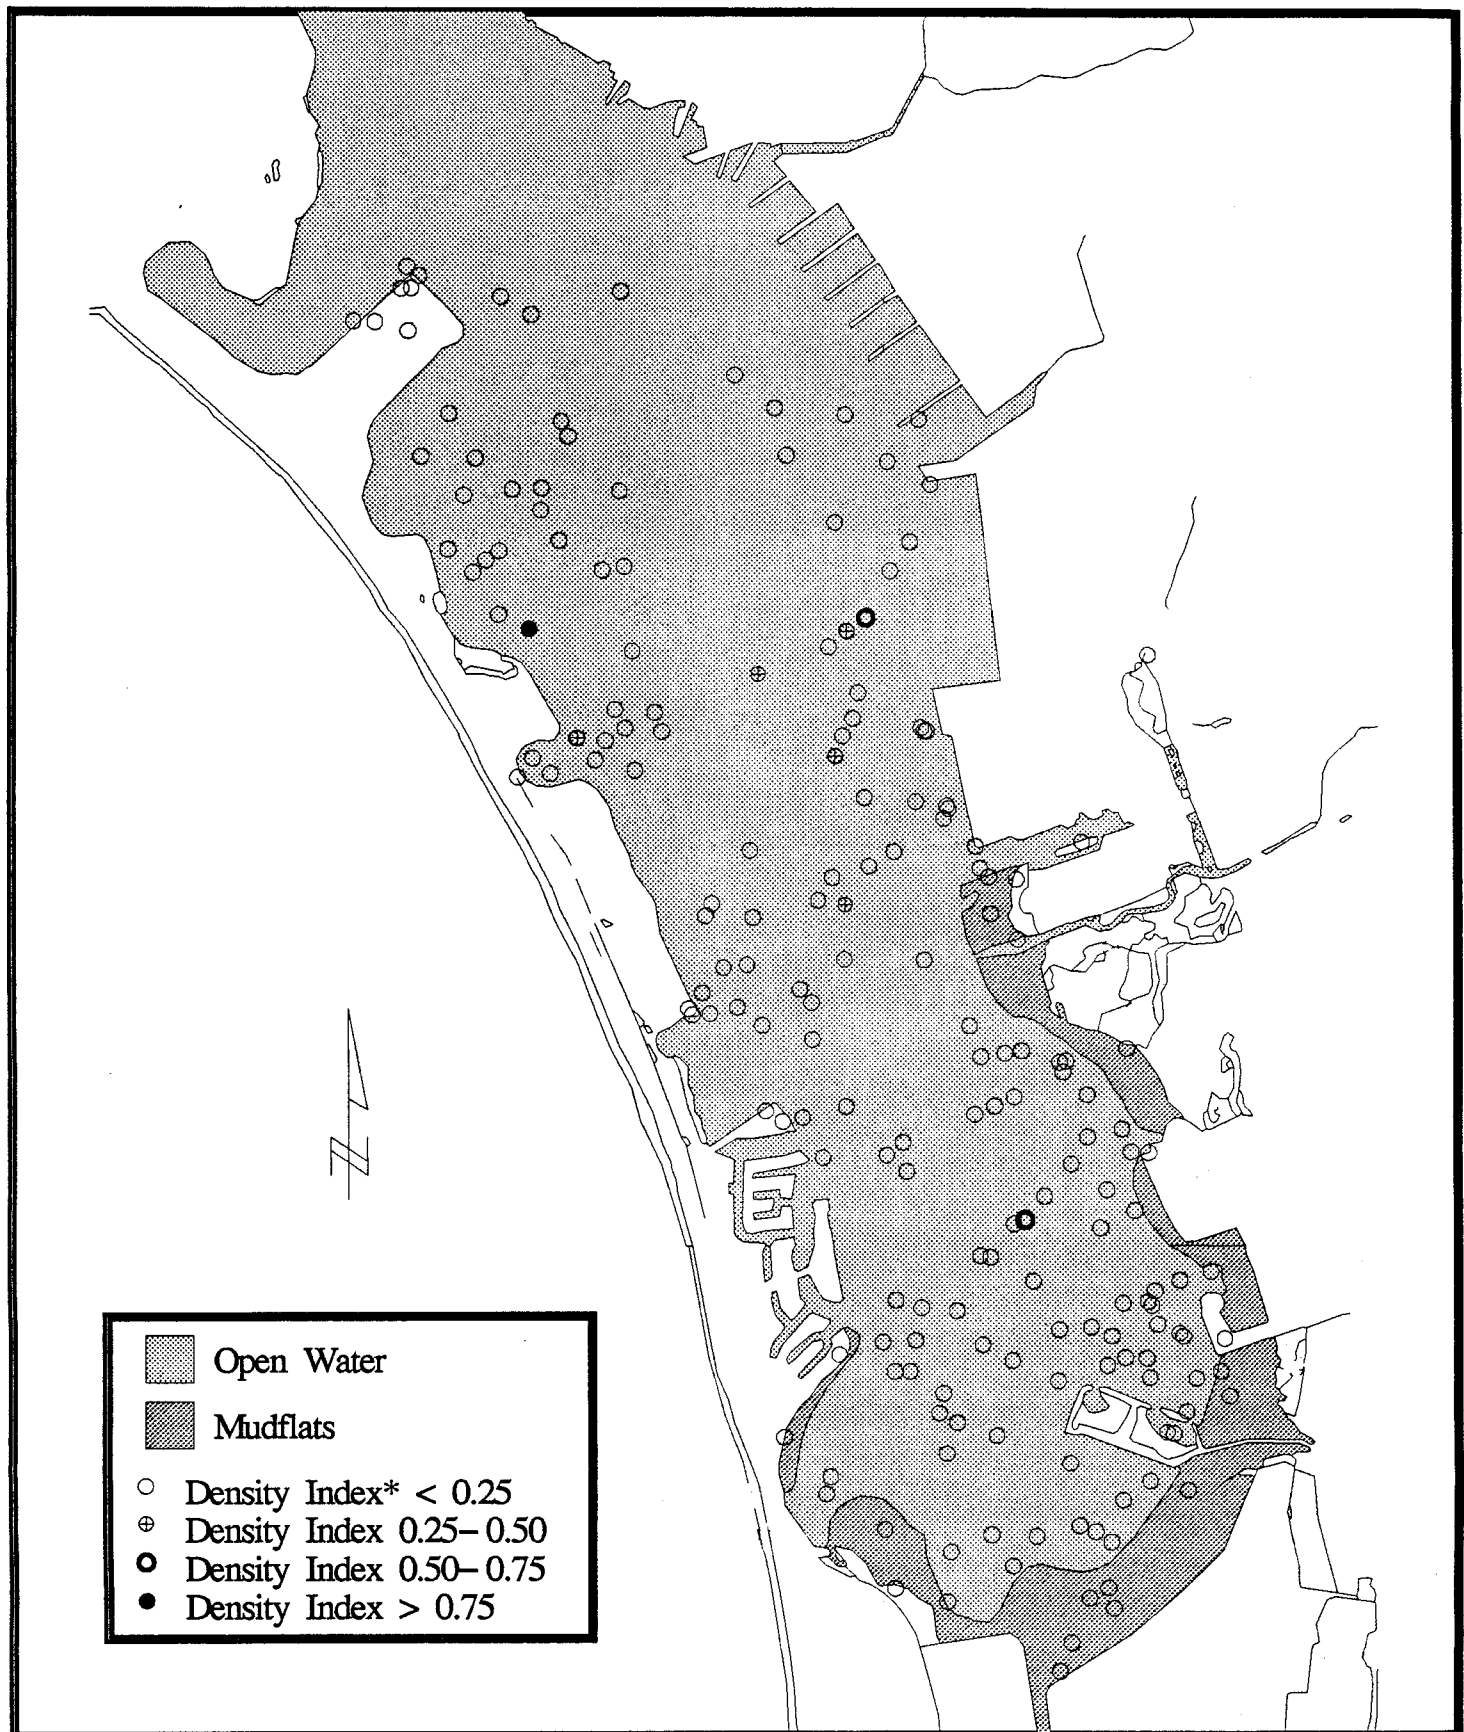 Open Water
Mudflats
Density Index* < 0.25
Density Index 0.25-0.50
Density Index 0.50-0.75
Density Index > 0.75
N